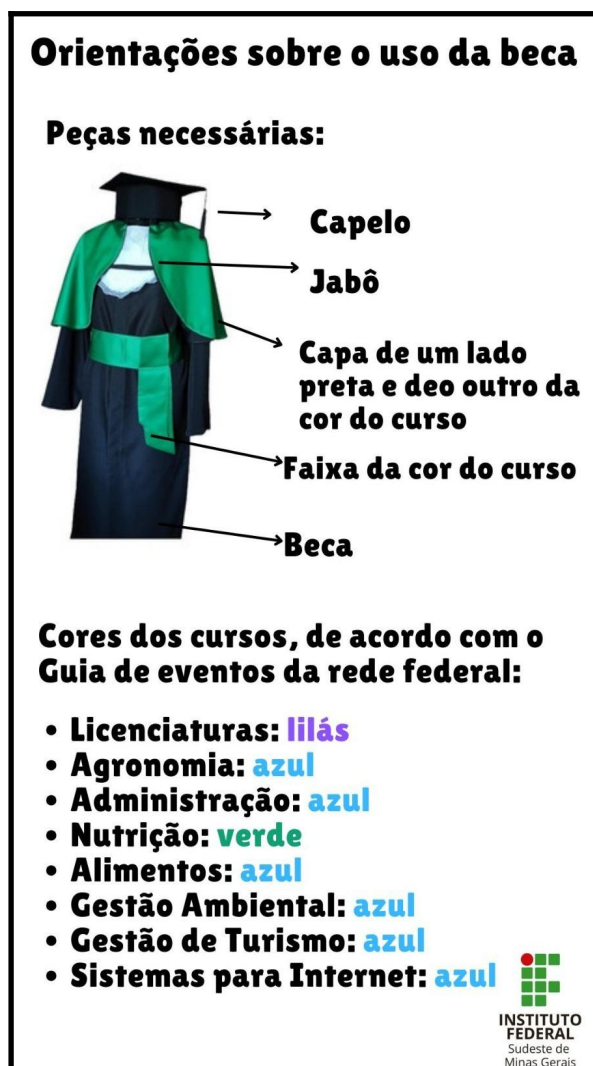 Orientações sobre o uso da beca
Peças necessárias:
Capelo
Jabô
Capa de um lado
preta e deo outro da
cor do curso
Faixa da cor do curso
Beca
Cores dos cursos, de acordo com o
Guia de eventos da rede federal:
• Licenciaturas: lilás
• Agronomia: azul
• Administração: azul
• Nutrição: verde
• Alimentos: azul
• Gestão Ambiental: azul
• Gestão de Turismo: azul
• Sistemas para Internet: azul
INSTITUTO
FEDERAL
Sudeste de
Minas Gerais